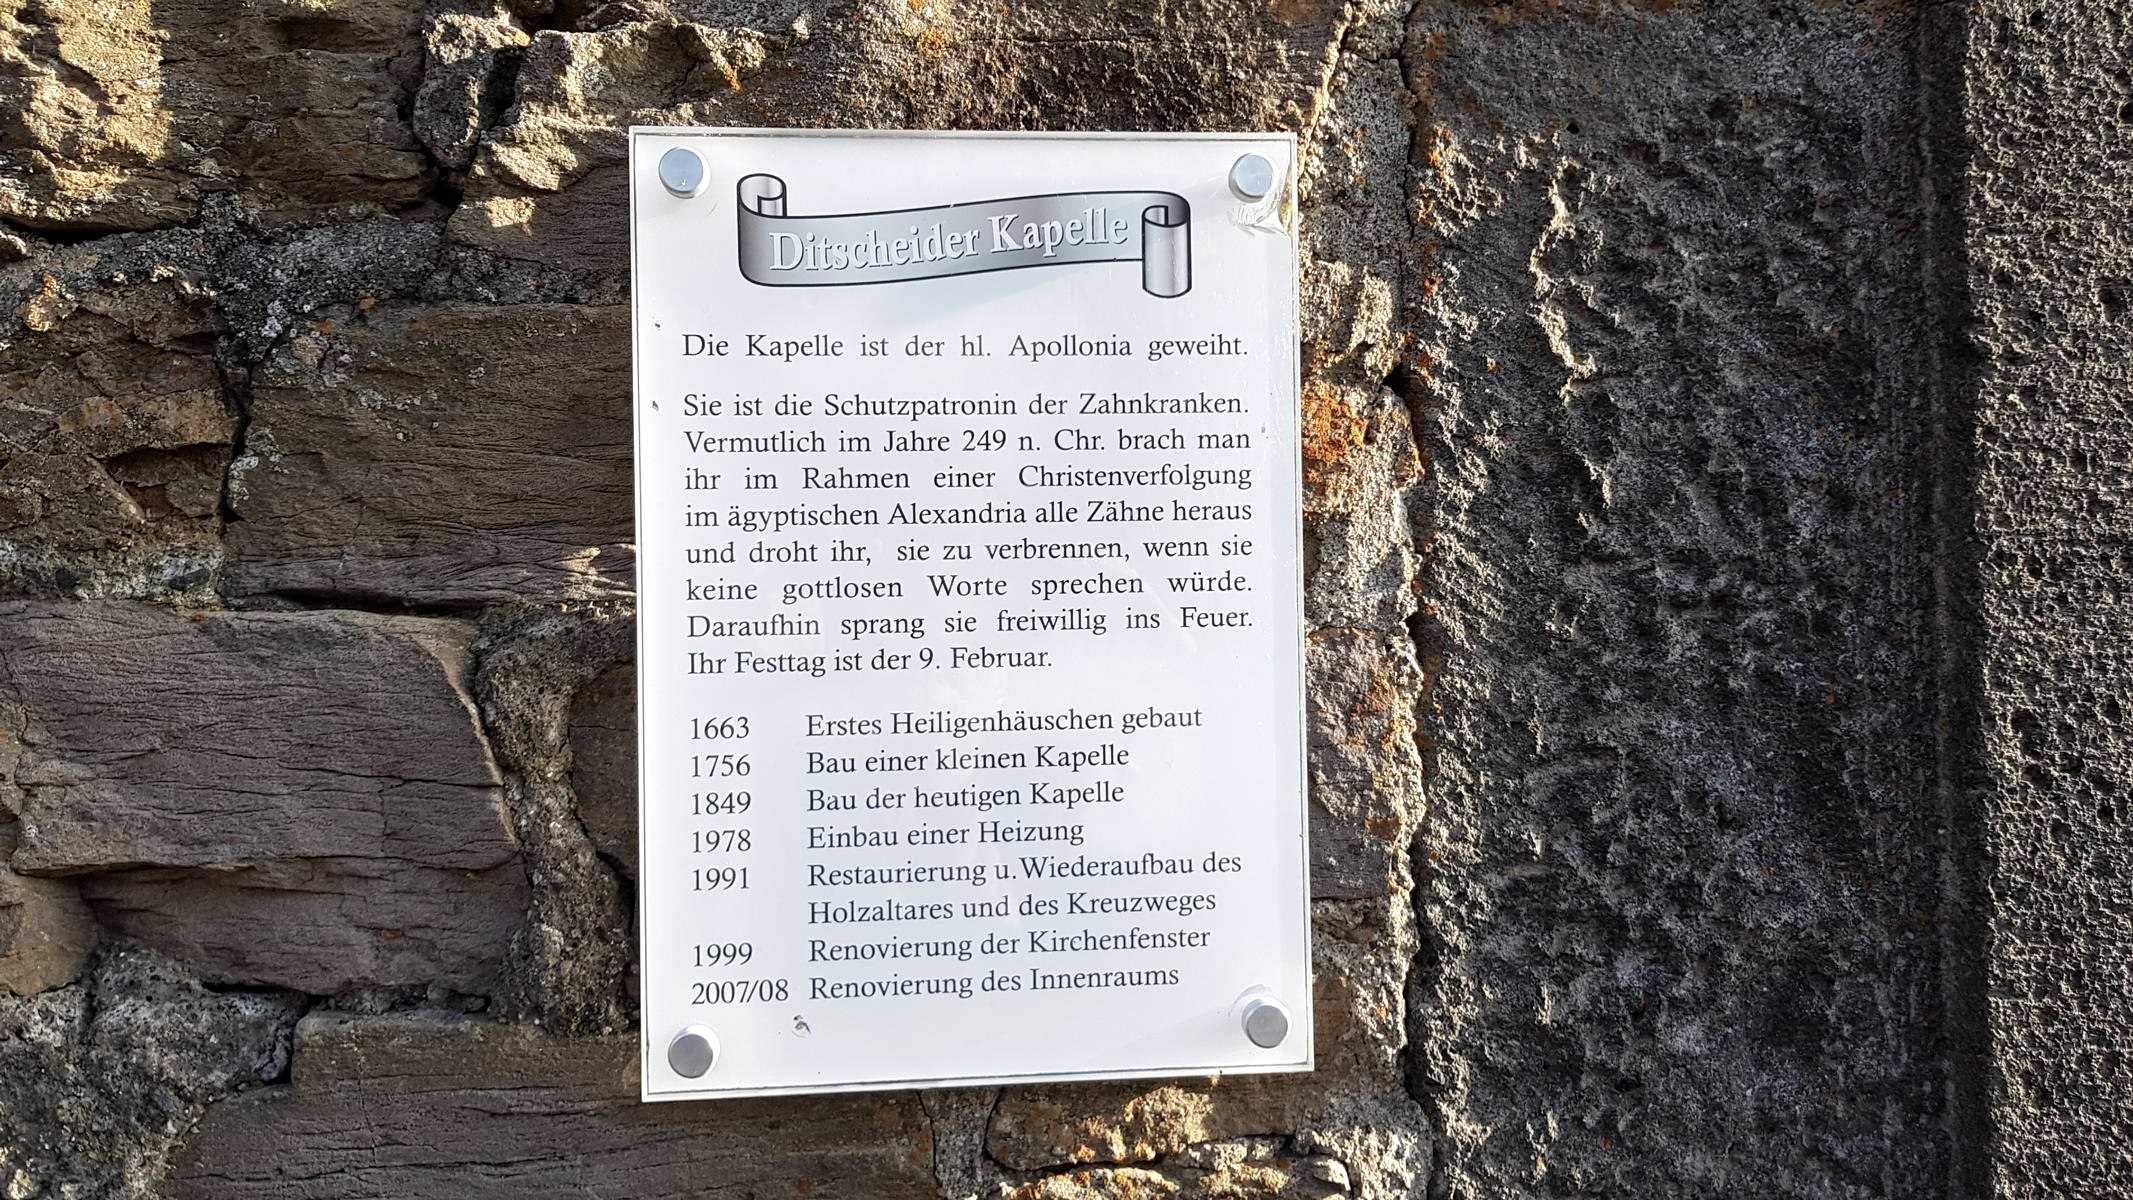 Ditscheider Kapelle
Die Kapelle ist der hl. Apollonia geweiht.
Sie ist die Schutzpatronin der Zahnkranken.
Vermutlich im Jahre 249 n. Chr. brach man
ihr im Rahmen einer Christenverfolgung
im ägyptischen Alexandria alle Zähne heraus
und droht ihr, sie zu verbrennen, wenn sie
keine gottlosen Worte sprechen würde.
Daraufhin sprang sie freiwillig ins Feuer.
Ihr Festtag ist der 9. Februar.
1663 Erstes Heiligenhäuschen gebaut
1756 Bau einer kleinen Kapelle
1849 Bau der heutigen Kapelle
1978 Einbau einer Heizung
1991 Restaurierung u. Wiederaufbau des
Holzaltares und des Kreuzweges
1999 Renovierung der Kirchenfenster
2007/08 Renovierung des Innenraums